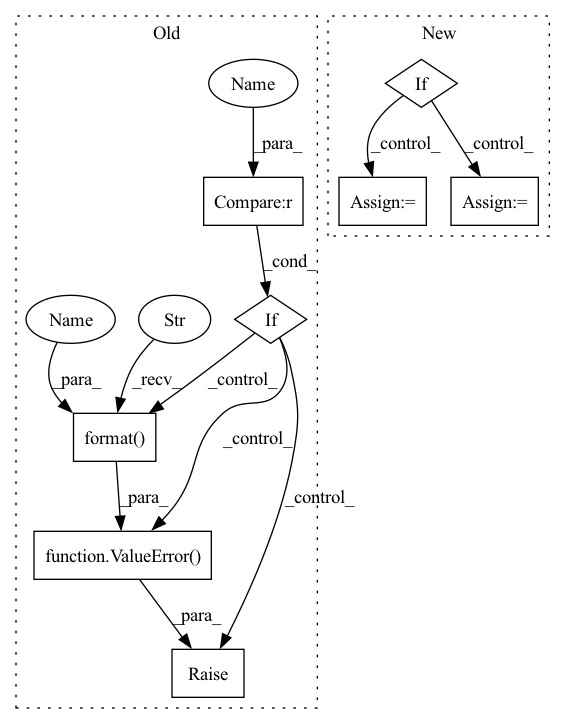 Old
New
Name
If
_para_
_control_
_control_
Compare:r
Assign:=
Assign:=
_cond_
Name
Str
If
_para_
_recv_
_control_
format()
_control_
_para_
_control_
function.ValueError()
_para_
Raise